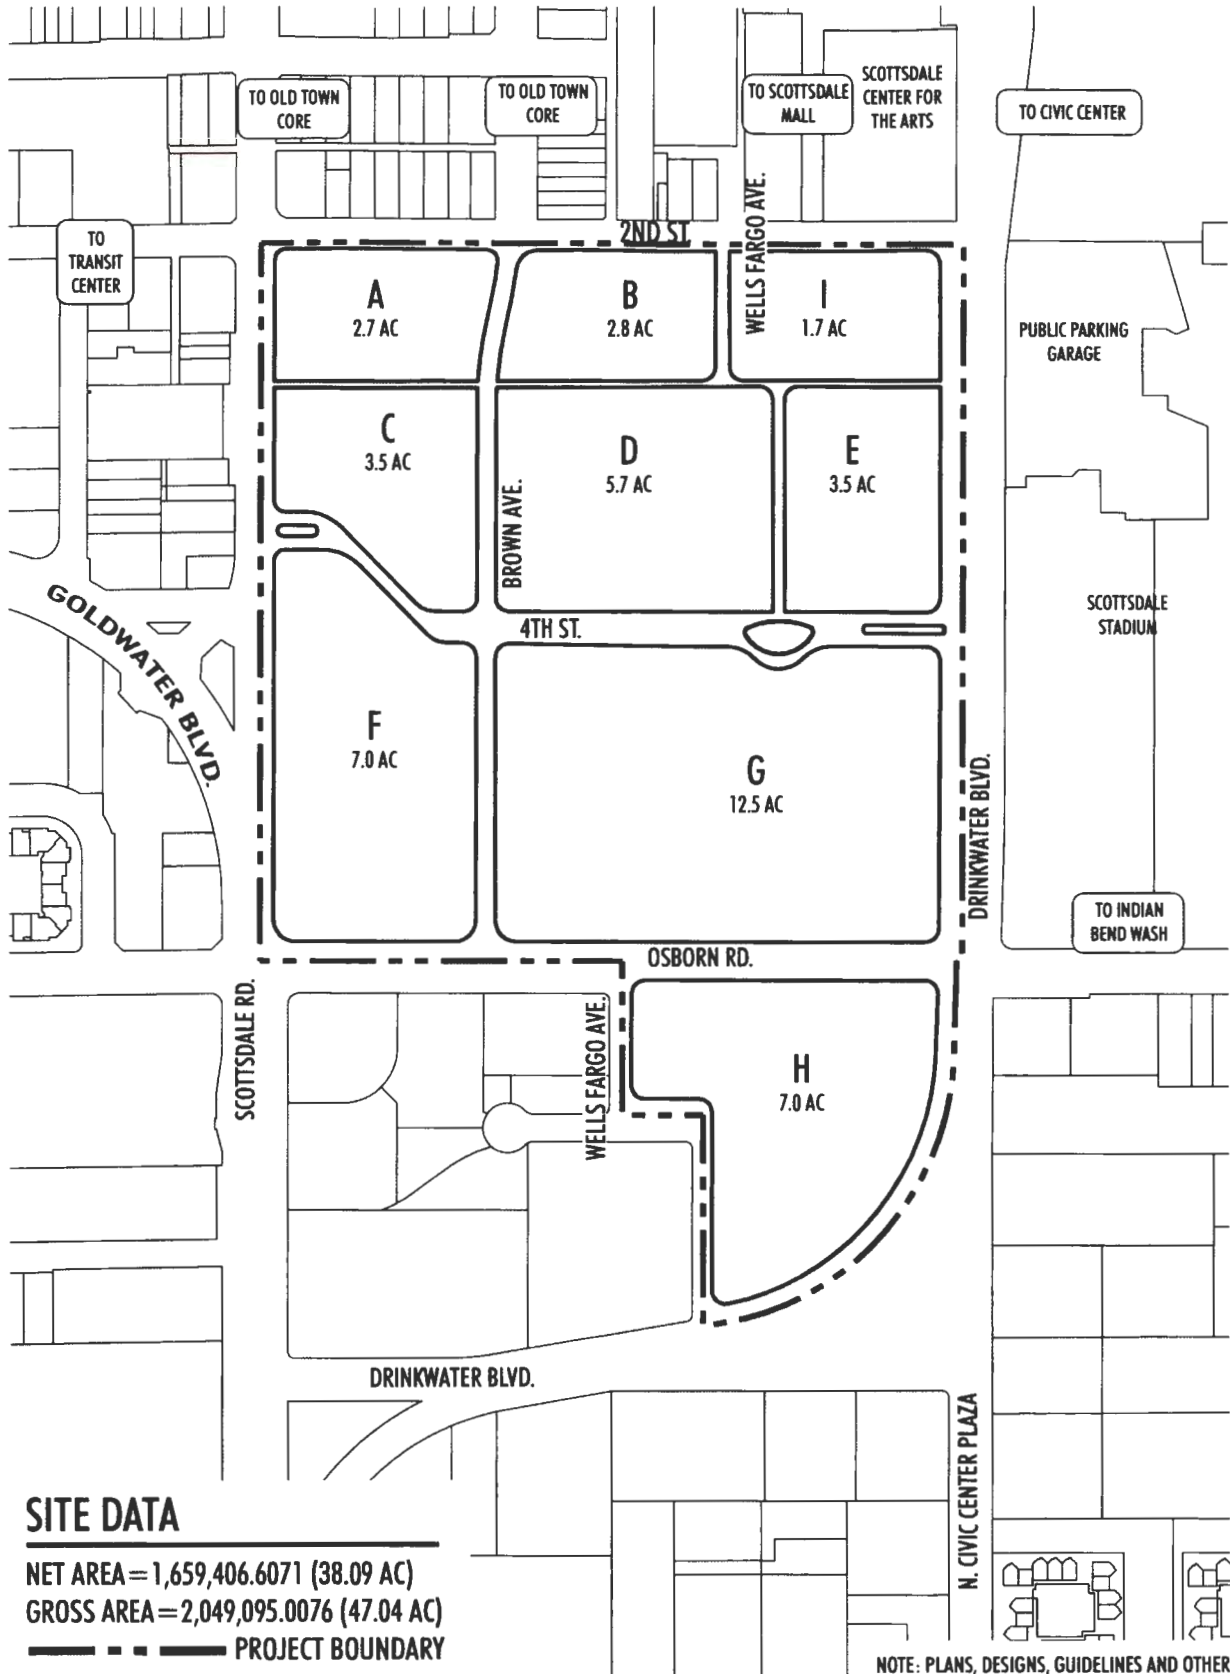 TO OLD TOWN
CORE
TO OLD TOWN
CORE
TO SCOTTSDALE
MALL
SCOTTSDALE
CENTER FOR
THE ARTS
TO CIVIC CENTER
TO
TRANSIT
CENTER
2ND ST.
WELLS FARGO AVE.
A
2.7 AC
B
2.8 AC
I
1.7 AC
PUBLIC PARKING
GARAGE
C
3.5 AC
D
5.7 AC
E
3.5 AC
BROWN AVE.
GOLDWATER BLVD.
4TH ST.
SCOTTSDALE
STADIUM
F
7.0 AC
G
12.5 AC
DRINKWATER BLVD.
TO INDIAN
BEND WASH
OSBORN RD.
SCOTTSDALE RD.
WELLS FARGO AVE.
H
7.0 AC
DRINKWATER BLVD.
N. CIVIC CENTER PLAZA
SITE DATA
NET AREA=1,659,406.6071 (38.09 AC)
GROSS AREA=2,049,095.0076 (47.04 AC)
PROJECT BOUNDARY
NOTE: PLANS, DESIGNS, GUIDELINES AND OTHER